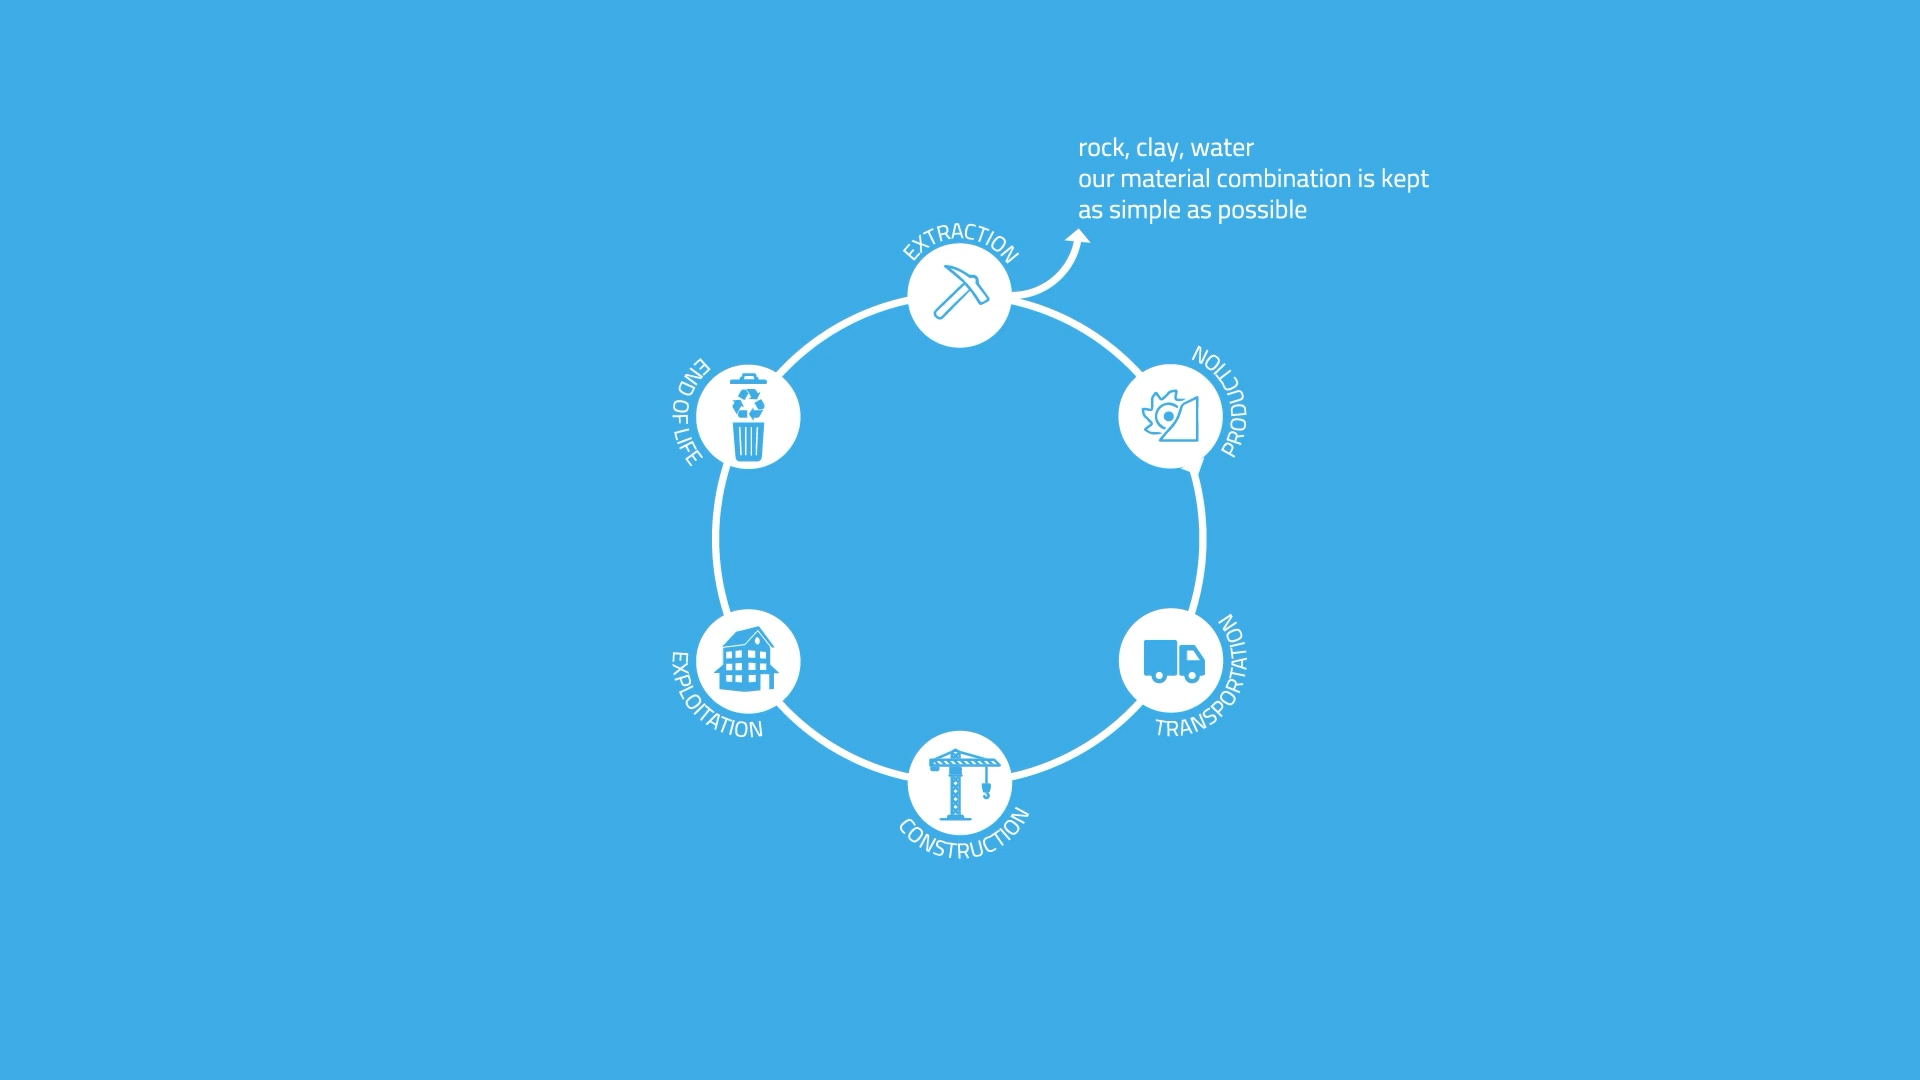 rock, clay, water
our material combination is kept
as simple as possible
EXTRACTION
PRODUCTION
TRANSPORTATION
CONSTRUCTION
EXPLOITATION
END OF LIFE